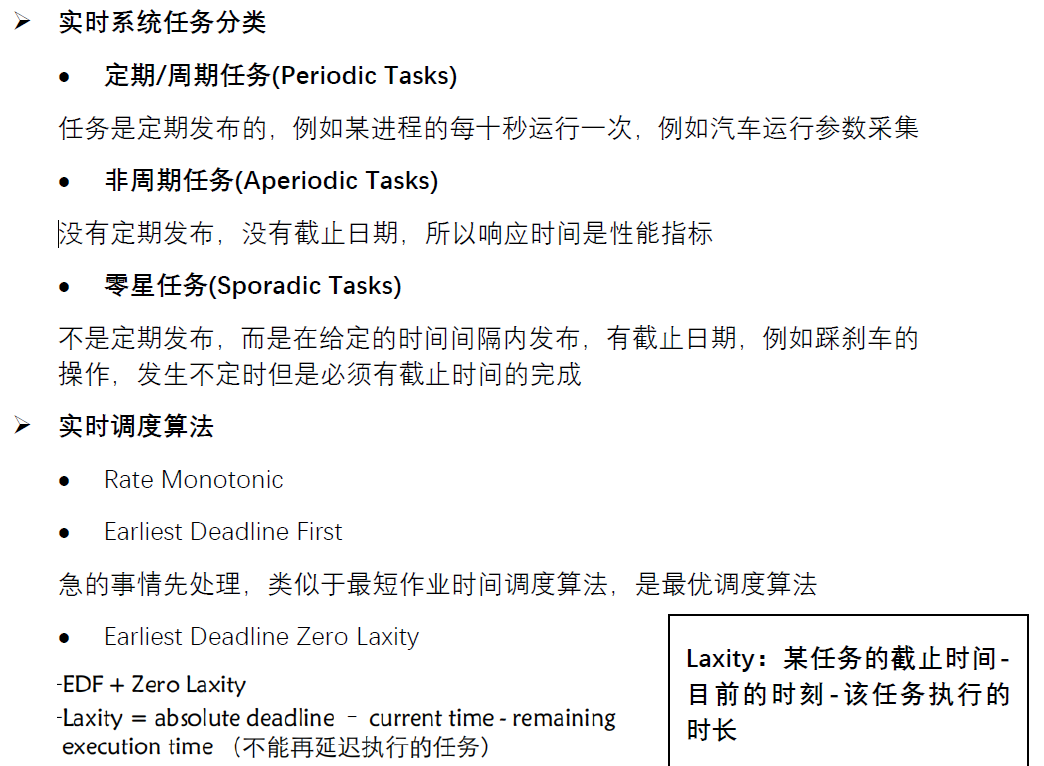 ➢ 实时系统任务分类
● 定期/周期任务(Periodic Tasks)
任务是定期发布的，例如某进程的每十秒运行一次，例如汽车运行参数采集
● 非周期任务(Aperiodic Tasks)
没有定期发布，没有截止日期，所以响应时间是性能指标
● 零星任务(Sporadic Tasks)
不是定期发布，而是在给定的时间间隔内发布，有截止日期，例如踩刹车的
操作，发生不定时但是必须有截止时间的完成
➢ 实时调度算法
● Rate Monotonic
● Earliest Deadline First
急的事情先处理，类似于最短作业时间调度算法，是最优调度算法
● Earliest Deadline Zero Laxity
-EDF + Zero Laxity
-Laxity = absolute deadline － current time - remaining
execution time （不能再延迟执行的任务）
Laxity：某任务的截止时间-
目前的时刻-该任务执行的
时长